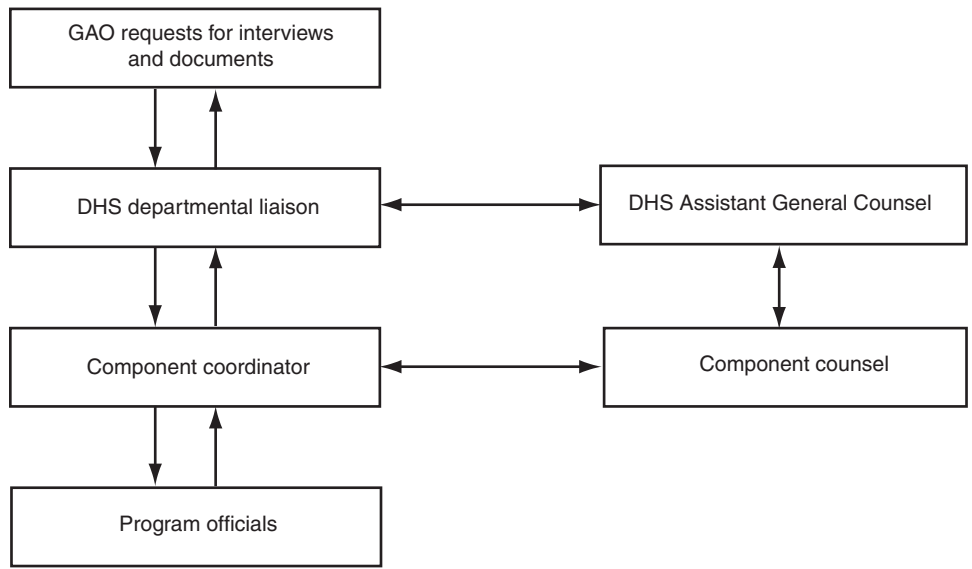 GAO requests for interviews
and documents
DHS departmental liaison
DHS Assistant General Counsel
Component coordinator
Component counsel
Program officials